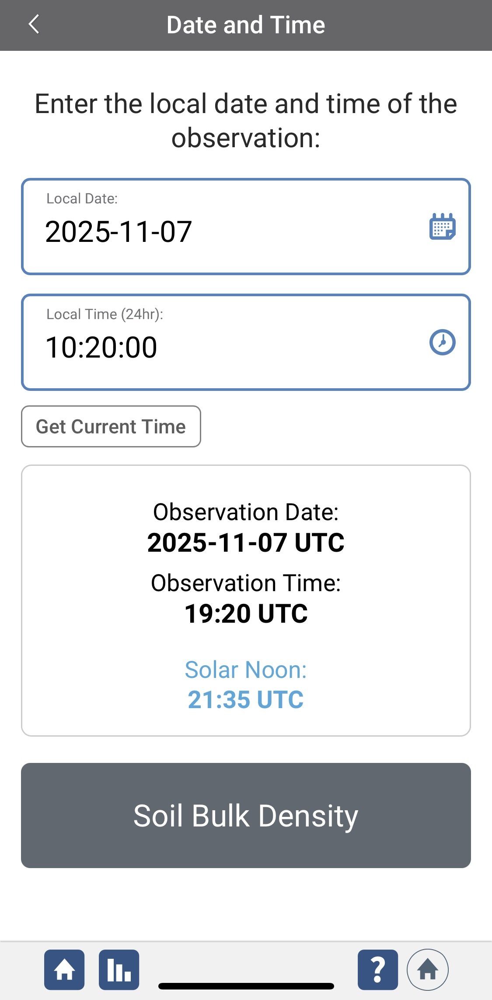 Date and Time
Enter the local date and time of the
observation:
Local Date:
2025-11-07
Local Time (24hr):
10:20:00
Get Current Time
Observation Date:
2025-11-07 UTC
Observation Time:
19:20 UTC
Solar Noon:
21:35 UTC
Soil Bulk Density
?